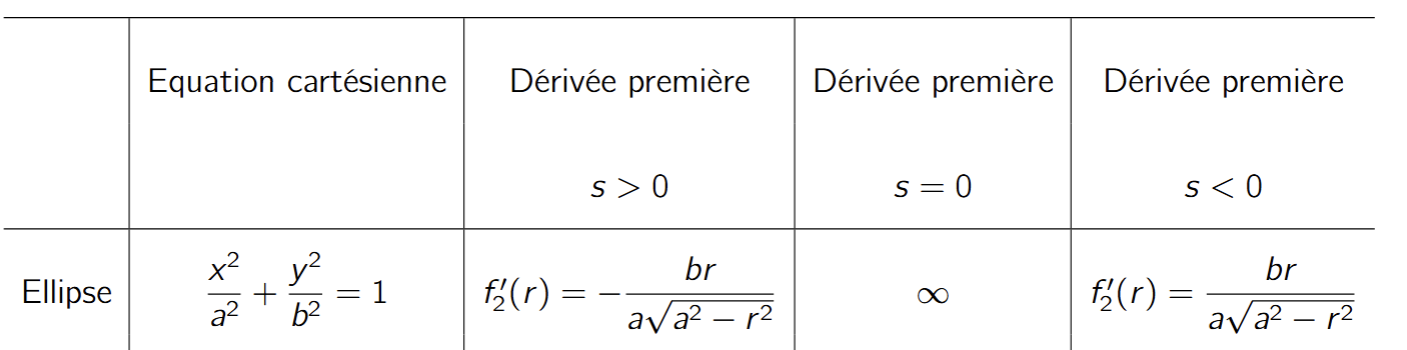 Equation cartésienne Dérivée première Dérivée première Dérivée première
s > 0 s = 0 s < 0
Ellipse x²/a² + y²/b² = 1 f₂′(r) = −br/(a√(a² − r²)) ∞ f₂′(r) = br/(a√(a² − r²))